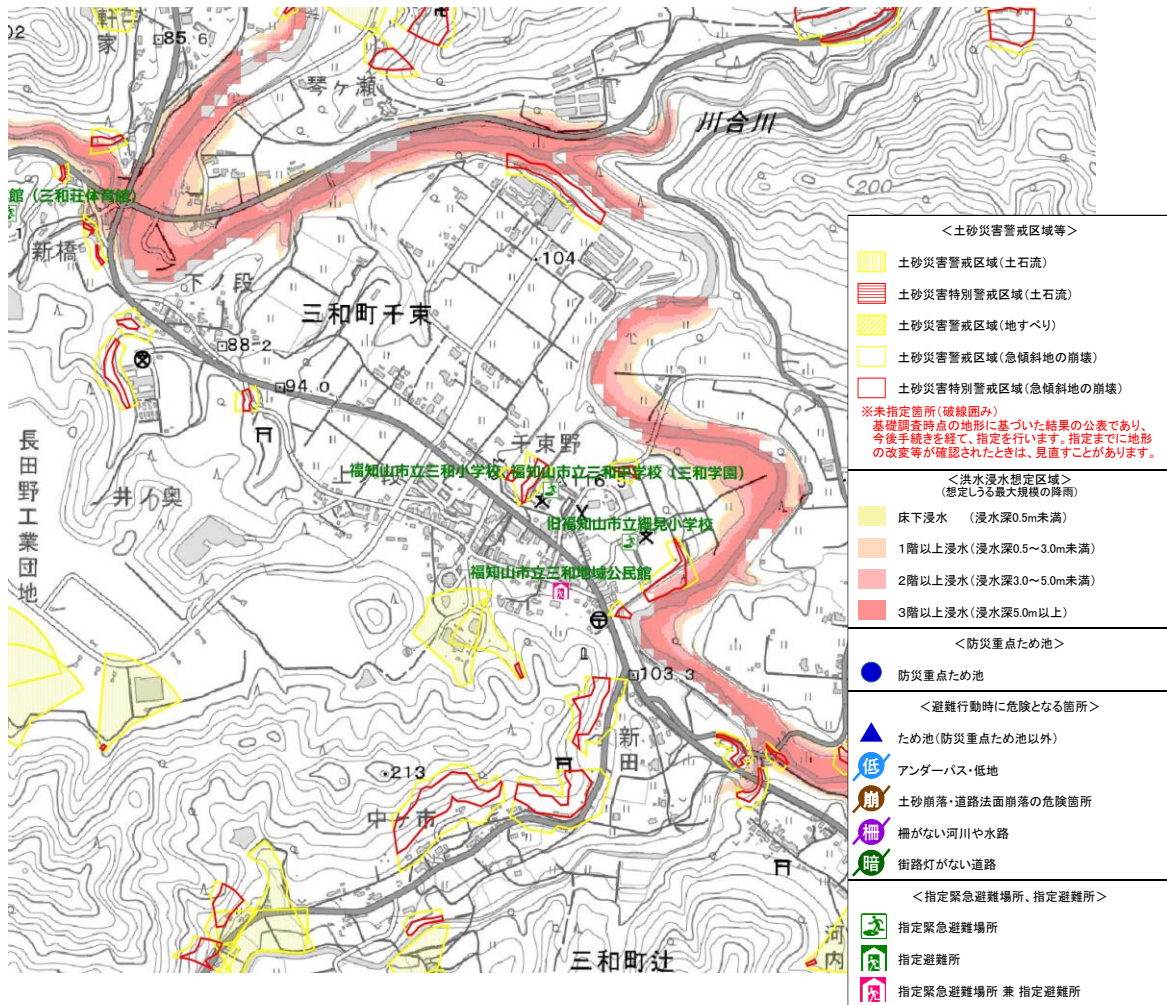 軒家
02
85.6
琴ヶ瀬
川合川
200
館（三和荘体育館）
新橋
下ノ段
104
三和町千束
88.2
94.0
千束野
福知山市立三和小学校・福知山市立三和中学校（三和学園）
長田野工業団地
井ノ奥
旧福知山市立細見小学校
福知山市立三和地域公民館
103.3
新田
213
中ヶ市
三和町辻
河内
＜土砂災害警戒区域等＞
土砂災害警戒区域（土石流）
土砂災害特別警戒区域（土石流）
土砂災害警戒区域（地すべり）
土砂災害警戒区域（急傾斜地の崩壊）
土砂災害特別警戒区域（急傾斜地の崩壊）
※未指定箇所（破線囲み）
基礎調査時点の地形に基づいた結果の公表であり、
今後手続きを経て、指定を行います。指定までに地形
の改変等が確認されたときは、見直すことがあります。
＜洪水浸水想定区域＞
（想定しうる最大規模の降雨）
床下浸水　（浸水深0.5m未満）
1階以上浸水（浸水深0.5～3.0m未満）
2階以上浸水（浸水深3.0～5.0m未満）
3階以上浸水（浸水深5.0m以上）
＜防災重点ため池＞
防災重点ため池
＜避難行動時に危険となる箇所＞
ため池（防災重点ため池以外）
低 アンダーパス・低地
崩 土砂崩落・道路法面崩落の危険箇所
柵 柵がない河川や水路
暗 街路灯がない道路
＜指定緊急避難場所、指定避難所＞
指定緊急避難場所
指定避難所
指定緊急避難場所 兼 指定避難所